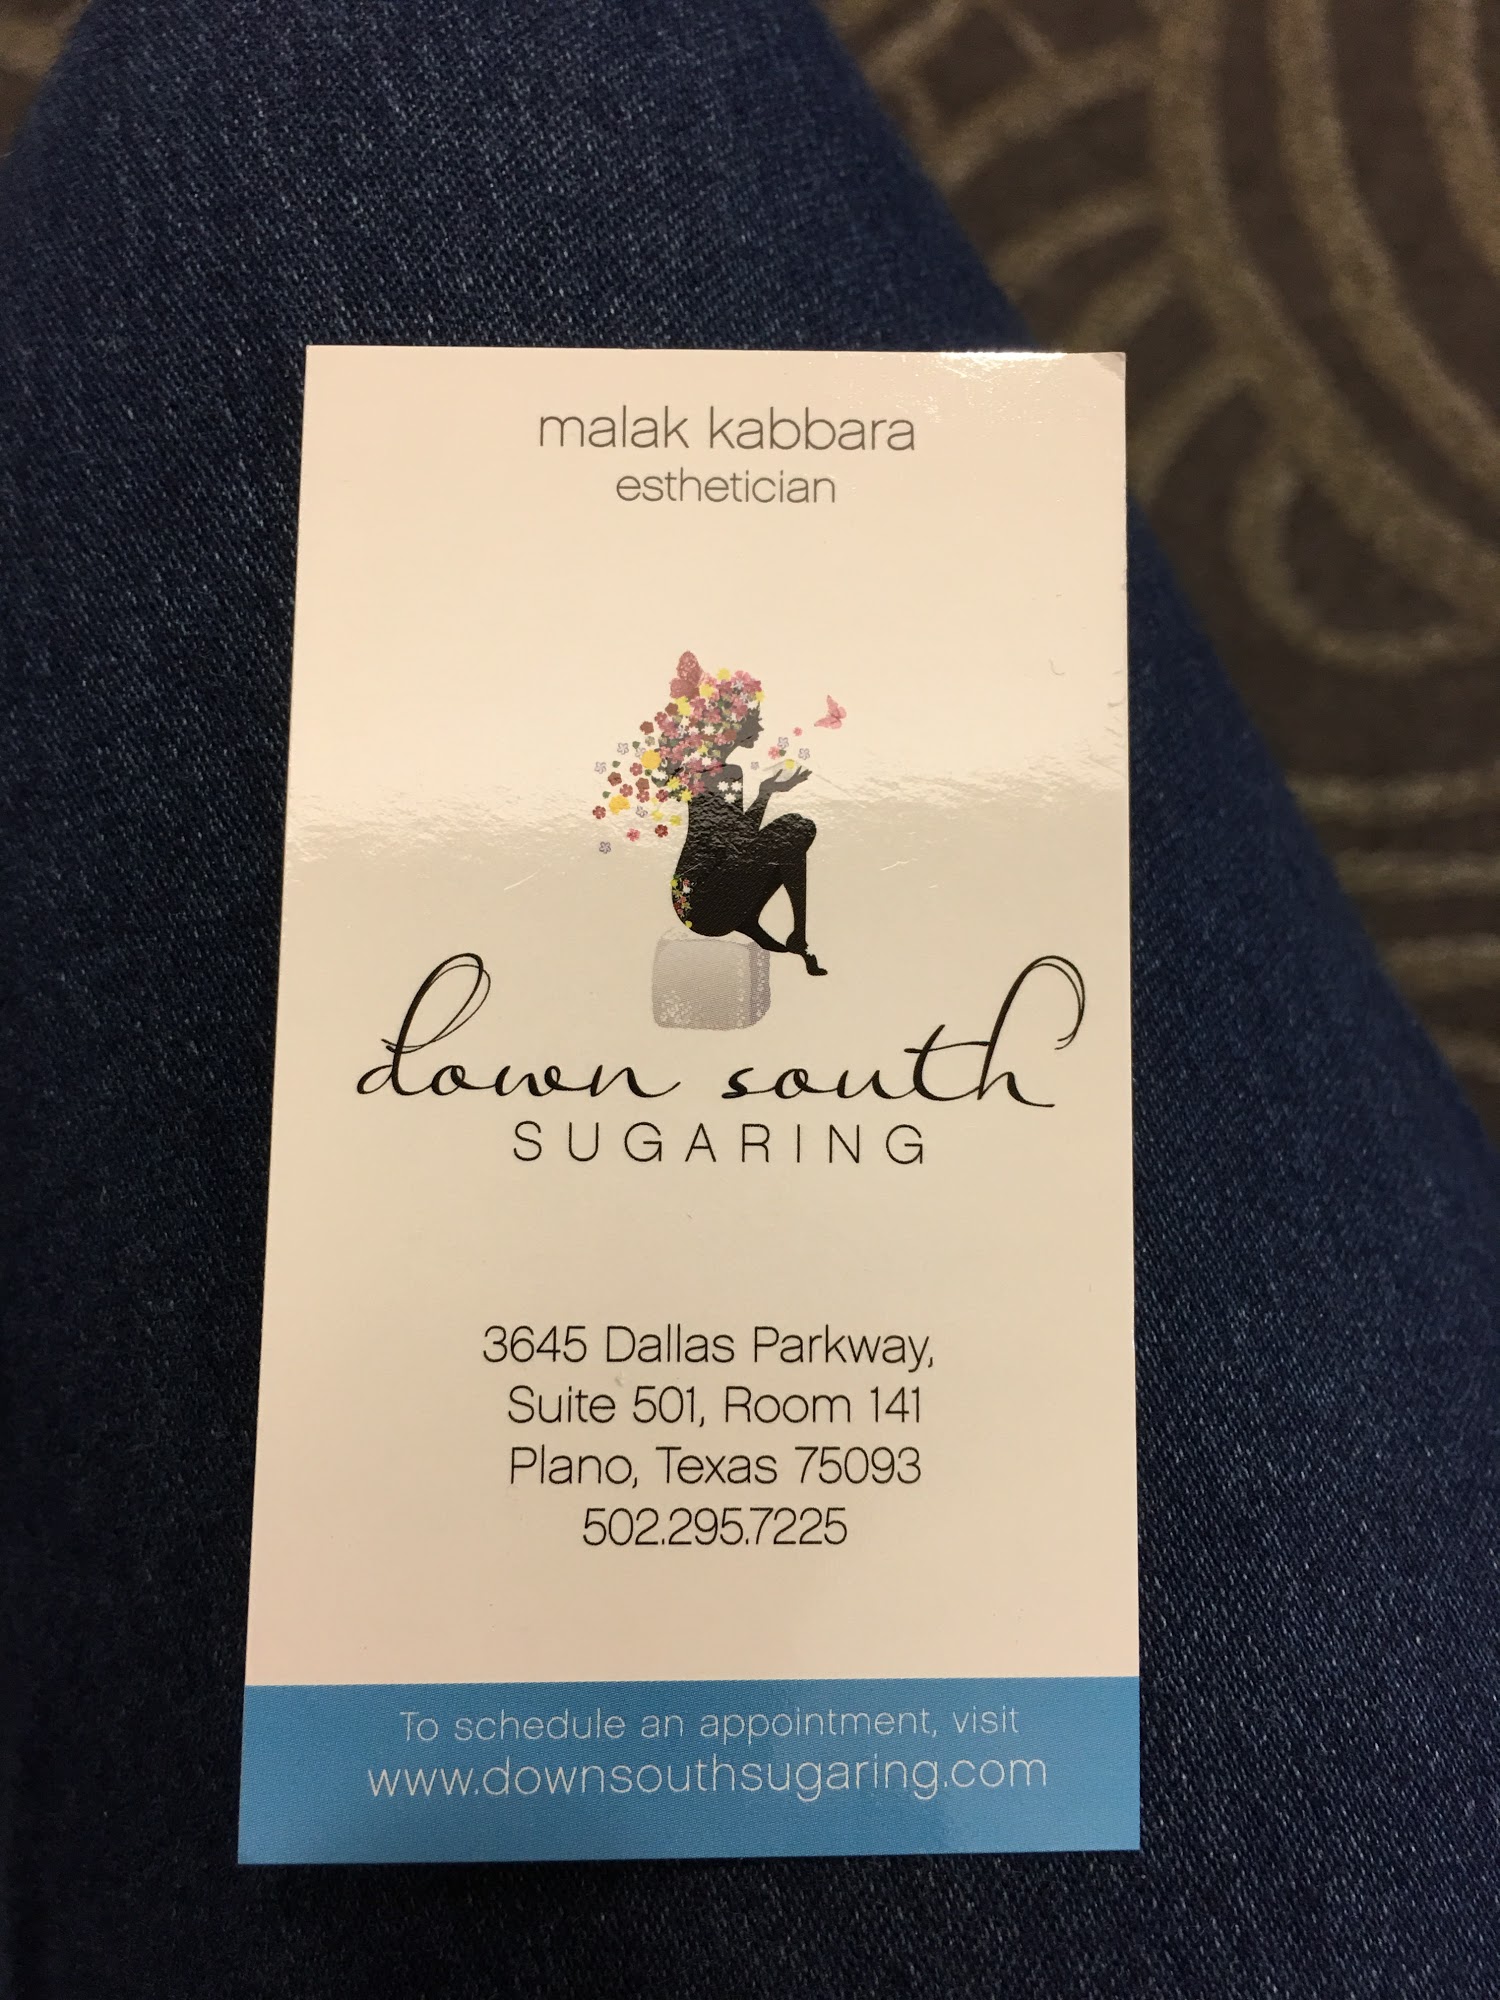 malak kabbara
esthetician
down south
SUGARING
3645 Dallas Parkway,
Suite 501, Room 141
Plano, Texas 75093
502.295.7225
To schedule an appointment, visit
www.downsouthsugaring.com